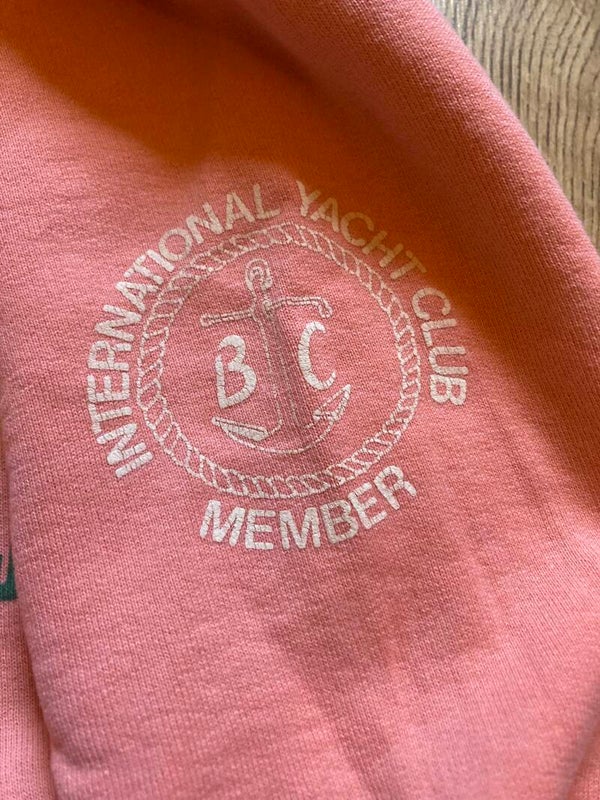 INTERNATIONAL YACHT CLUB
B C
MEMBER